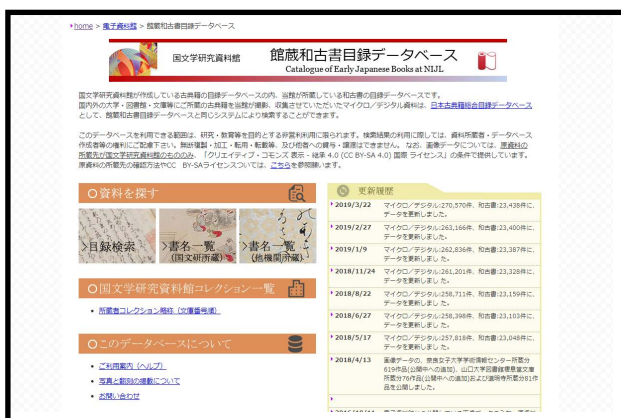 home > 電子資料館 > 館蔵和古書目録データベース
国文学研究資料館
館蔵和古書目録データベース
Catalogue of Early Japanese Books at NIJL
国文学研究資料館が作成している古典籍の目録データベースの内、当館が所蔵している和古書の目録データベースです。
国内外の大学・図書館・文庫等にご所蔵の古典籍を当館が撮影、収集させていただいたマイクロ/デジタル資料は、日本古典籍総合目録データベース
として、館蔵和古書目録データベースと同じシステムにより検索することができます。
このデータベースを利用できる範囲は、研究・教育等を目的とする非営利利用に限られます。検索結果の利用に際しては、資料所蔵者・データベース
作成者等の権利にご配慮下さい。無断複製・加工・転用・転載等、及び他者への貸与・譲渡はできません。 なお、画像データについては、原資料の
所蔵先が国文学研究資料館のもののみ、「クリエイティブ・コモンズ 表示 - 継承 4.0 (CC BY-SA 4.0) 国際 ライセンス」の条件で提供しています。
原資料の所蔵先の確認方法やCC BY-SAライセンスについては、こちらを参照願います。
○資料を探す
>目録検索
>書名一覧
(国文研所蔵)
>書名一覧
(他機関所蔵)
○国文学研究資料館コレクション一覧
所蔵者コレクション略称(文庫番号順)
○このデータベースについて
ご利用案内(ヘルプ)
写真と翻刻の掲載について
お問い合わせ
更新履歴
2019/3/22 マイクロ/デジタル:270,570件、和古書:23,438件に、
データを更新しました。
2019/2/27 マイクロ/デジタル:263,166件、和古書:23,400件に、
データを更新しました。
2019/1/9 マイクロ/デジタル:262,836件、和古書:23,387件に、
データを更新しました。
2018/11/24 マイクロ/デジタル:261,201件、和古書:23,328件に、
データを更新しました。
2018/8/22 マイクロ/デジタル:258,711件、和古書:23,159件に、
データを更新しました。
2018/6/27 マイクロ/デジタル:258,398件、和古書:23,103件に、
データを更新しました。
2018/5/17 マイクロ/デジタル:257,818件、和古書:23,048件に、
データを更新しました。
2018/4/13 画像データの、奈良女子大学学術情報センター所蔵分
619作品(公開中への追加)、山口大学図書館棲息堂文庫
所蔵分76作品(公開中への追加)および道明寺所蔵分81作
品を公開しました。